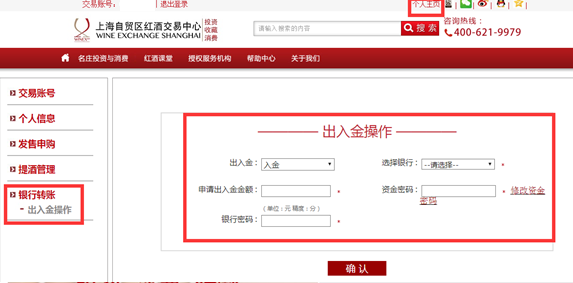 交易账号： | 退出登录 个人主页 | | | | |
上海自贸区红酒交易中心 投资
WINE EXCHANGE SHANGHAI 收藏
消费
请输入搜索的内容 搜索
咨询热线：
400-621-9979
名庄投资与消费 红酒课堂 授权服务机构 帮助中心 关于我们
交易账号
个人信息
发售申购
提酒管理
银行转账
- 出入金操作
出入金操作
出入金： 入金 选择银行： --请选择-- *
申请出入金金额： * 资金密码： * 修改资金密码
（单位：元 精度：分）
银行密码： *
确 认